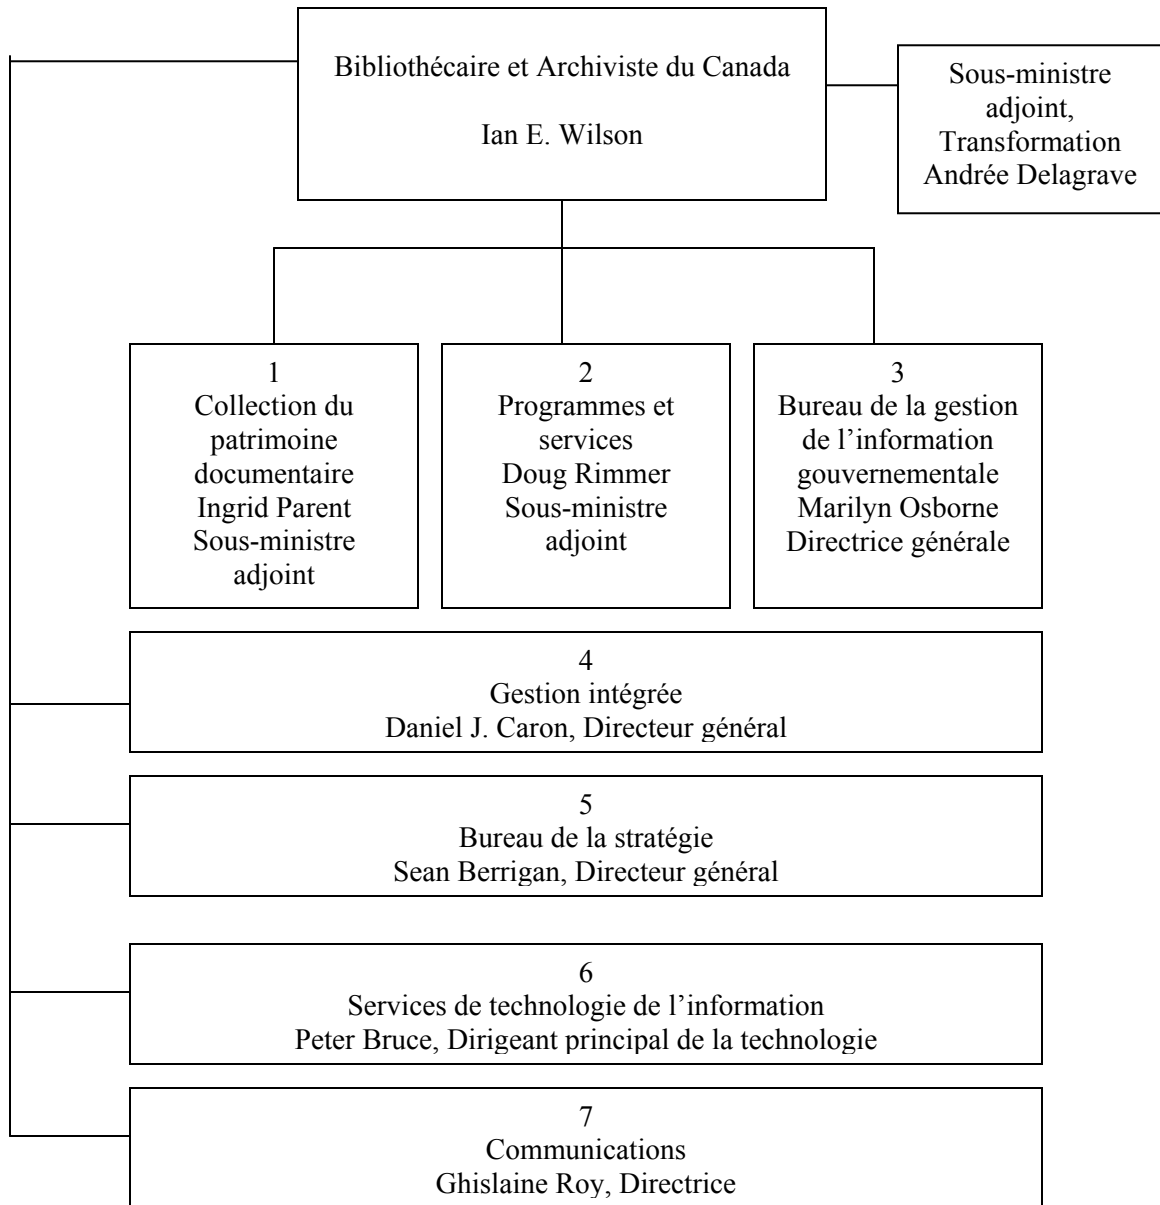 Bibliothécaire et Archiviste du Canada
Ian E. Wilson
Sous-ministre
adjoint,
Transformation
Andrée Delagrave
1
Collection du
patrimoine
documentaire
Ingrid Parent
Sous-ministre
adjoint
2
Programmes et
services
Doug Rimmer
Sous-ministre
adjoint
3
Bureau de la gestion
de l’information
gouvernementale
Marilyn Osborne
Directrice générale
4
Gestion intégrée
Daniel J. Caron, Directeur général
5
Bureau de la stratégie
Sean Berrigan, Directeur général
6
Services de technologie de l’information
Peter Bruce, Dirigeant principal de la technologie
7
Communications
Ghislaine Roy, Directrice